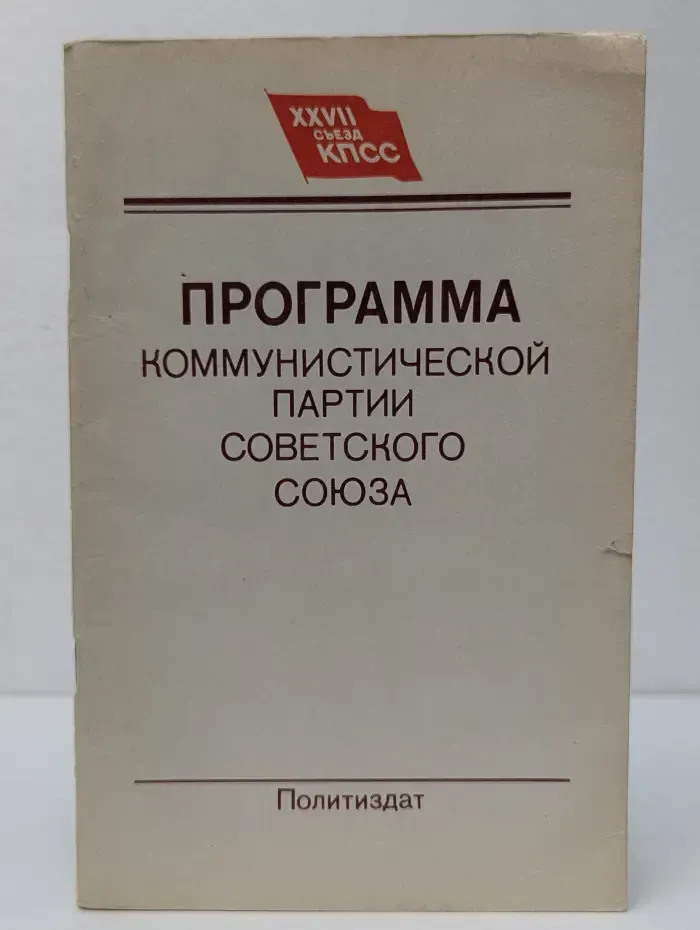 XXVII
СЪЕЗД
КПСС
ПРОГРАММА
КОММУНИСТИЧЕСКОЙ
ПАРТИИ
СОВЕТСКОГО
СОЮЗА
Политиздат